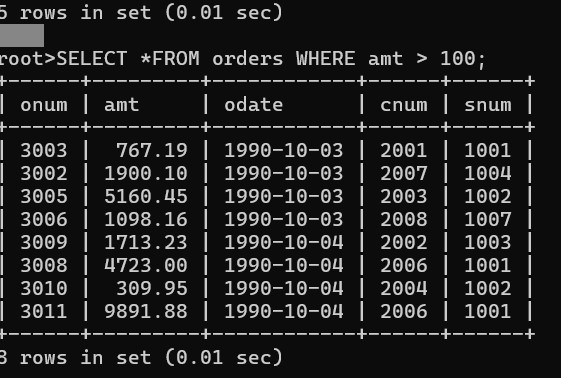 5 rows in set (0.01 sec)
root>SELECT *FROM orders WHERE amt > 100;
+------+---------+------------+------+------+
| onum | amt     | odate      | cnum | snum |
+------+---------+------------+------+------+
| 3003 |  767.19 | 1990-10-03 | 2001 | 1001 |
| 3002 | 1900.10 | 1990-10-03 | 2007 | 1004 |
| 3005 | 5160.45 | 1990-10-03 | 2003 | 1002 |
| 3006 | 1098.16 | 1990-10-03 | 2008 | 1007 |
| 3009 | 1713.23 | 1990-10-04 | 2002 | 1003 |
| 3008 | 4723.00 | 1990-10-04 | 2006 | 1001 |
| 3010 |  309.95 | 1990-10-04 | 2004 | 1002 |
| 3011 | 9891.88 | 1990-10-04 | 2006 | 1001 |
+------+---------+------------+------+------+
8 rows in set (0.01 sec)